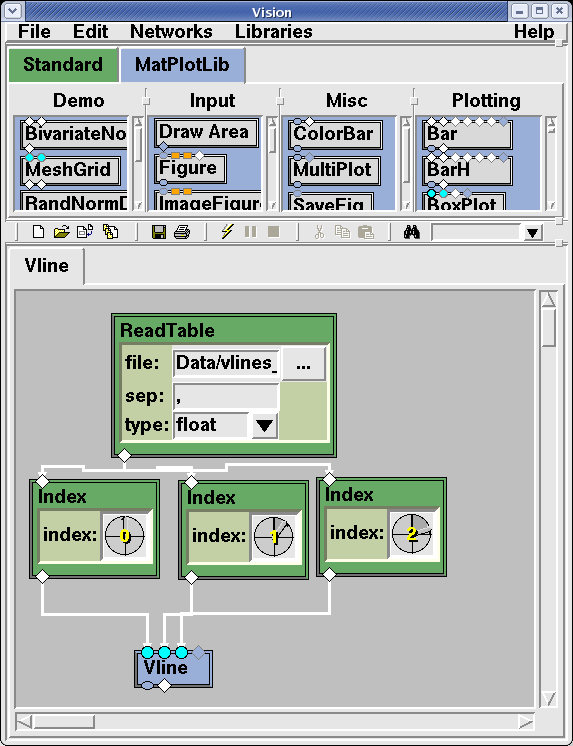 Vision
File Edit Networks Libraries Help
Standard MatPlotLib
Demo Input Misc Plotting
BivariateNo Draw Area ColorBar Bar
MeshGrid Figure MultiPlot BarH
RandNormD ImageFigur SaveFig BoxPlot
Vline
ReadTable
file: Data/vlines_ ...
sep: ,
type: float
Index Index Index
index: 0 index: 1 index: 2
Vline